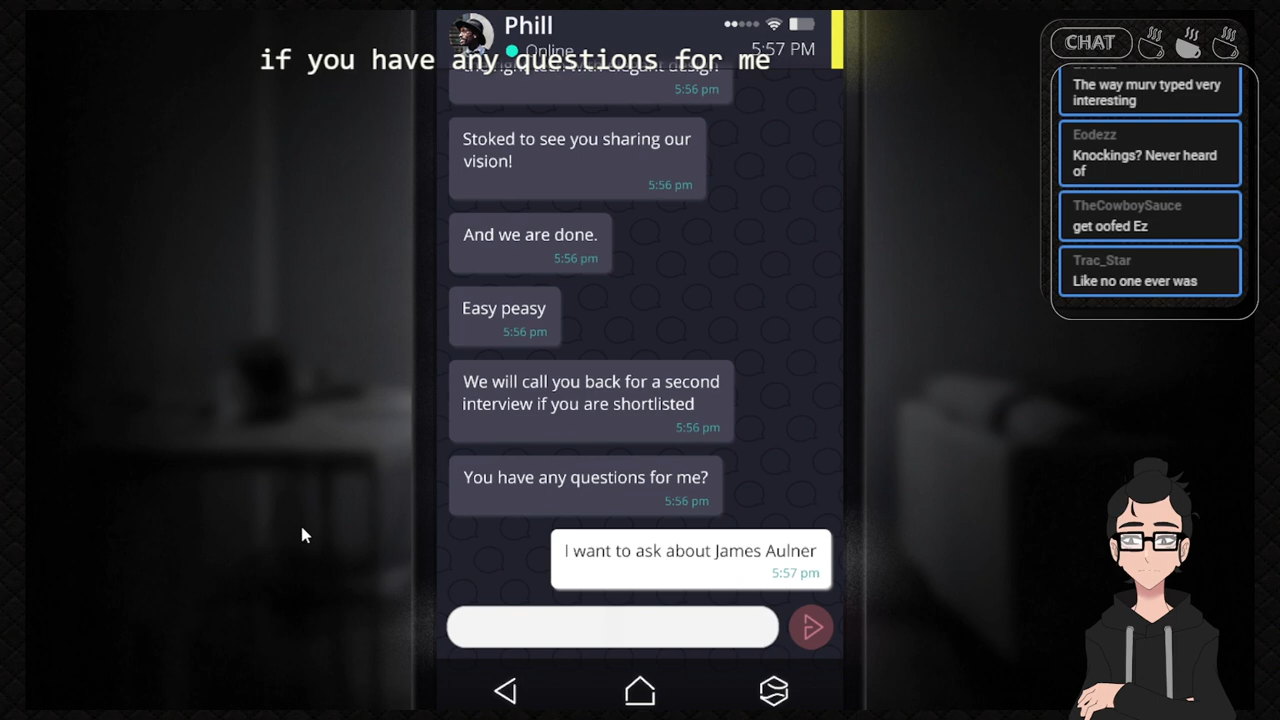 Phill
Online
5:57 PM
if you have any questions for me
5:56 pm
Stoked to see you sharing our
vision!
5:56 pm
And we are done.
5:56 pm
Easy peasy
5:56 pm
We will call you back for a second
interview if you are shortlisted
5:56 pm
You have any questions for me?
5:56 pm
I want to ask about James Aulner
5:57 pm
CHAT
The way murv typed very
interesting
Eodezz
Knockings? Never heard
of
TheCowboySauce
get oofed Ez
Trac_Star
Like no one ever was